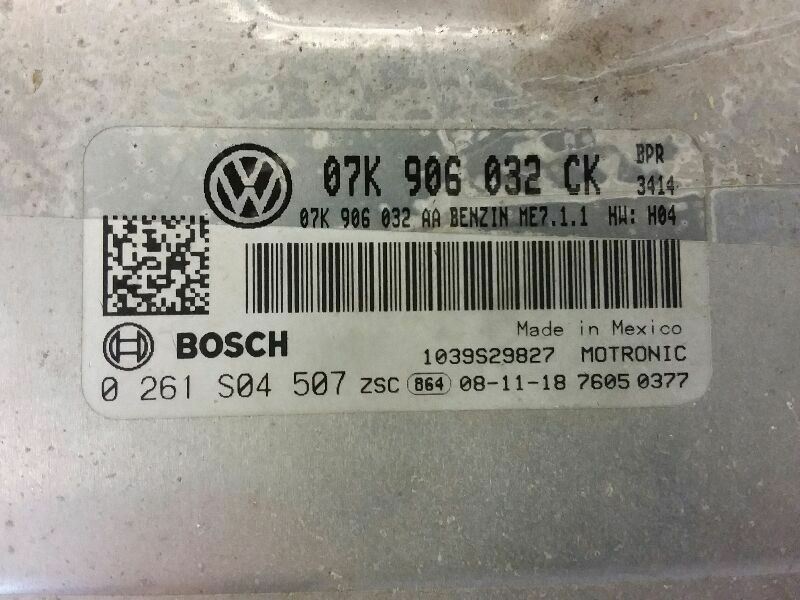 07K 906 032 CK BPR
3414
07K 906 032 AA BENZIN ME7.1.1 HW: H04
Made in Mexico
BOSCH
1039S29827 MOTRONIC
0 261 S04 507 ZSC 864 08-11-18 7605 0377